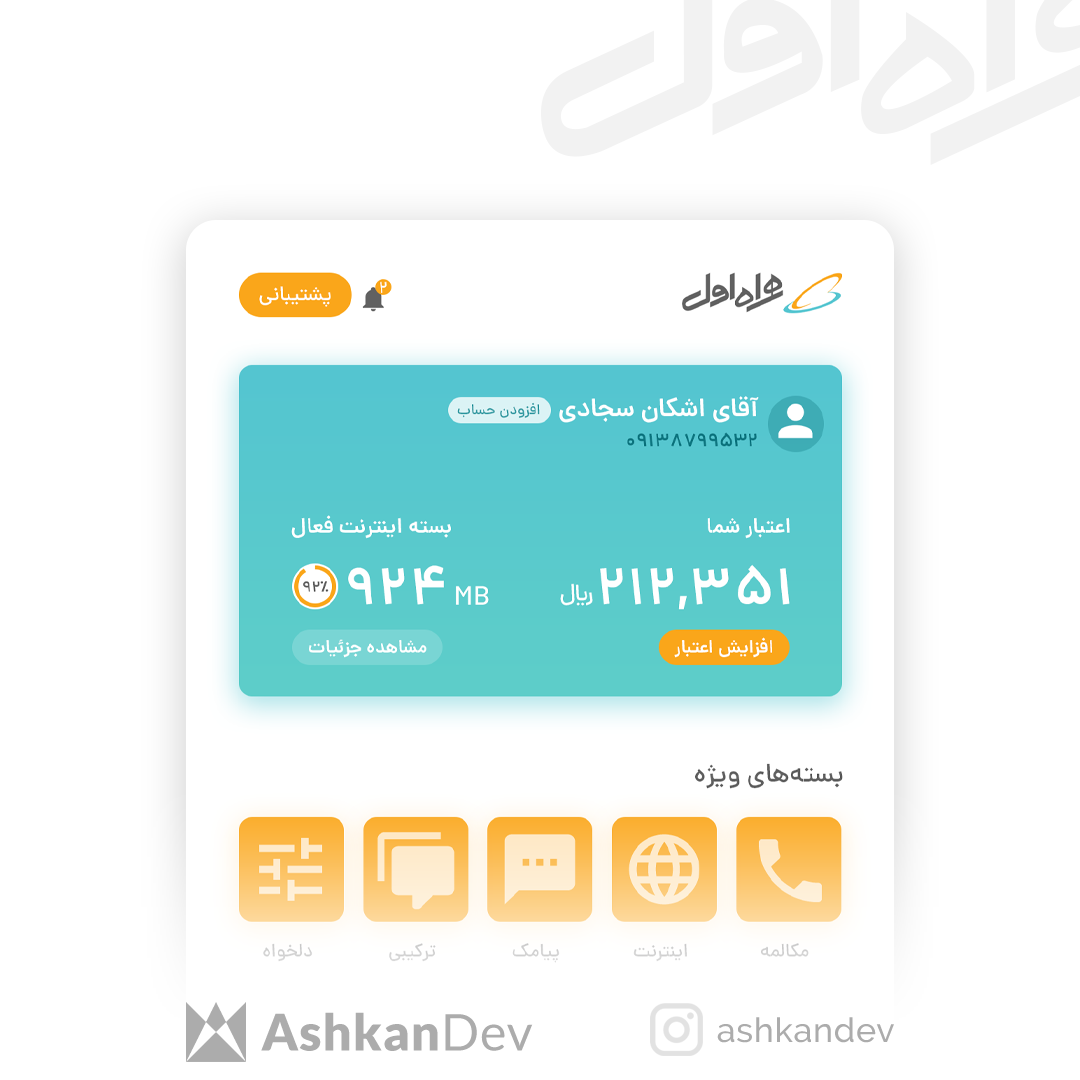 همراه اول
همراه اول
۲
پشتیبانی
آقای اشکان سجادی
افزودن حساب
۰۹۱۳۸۷۹۹۵۳۲
اعتبار شما
بسته اینترنت فعال
۲۱۲,۳۵۱ ریال
۹۲۴ MB
۹۲٪
افزایش اعتبار
مشاهده جزئیات
بسته‌های ویژه
مکالمه
اینترنت
پیامک
ترکیبی
دلخواه
AshkanDev
ashkandev